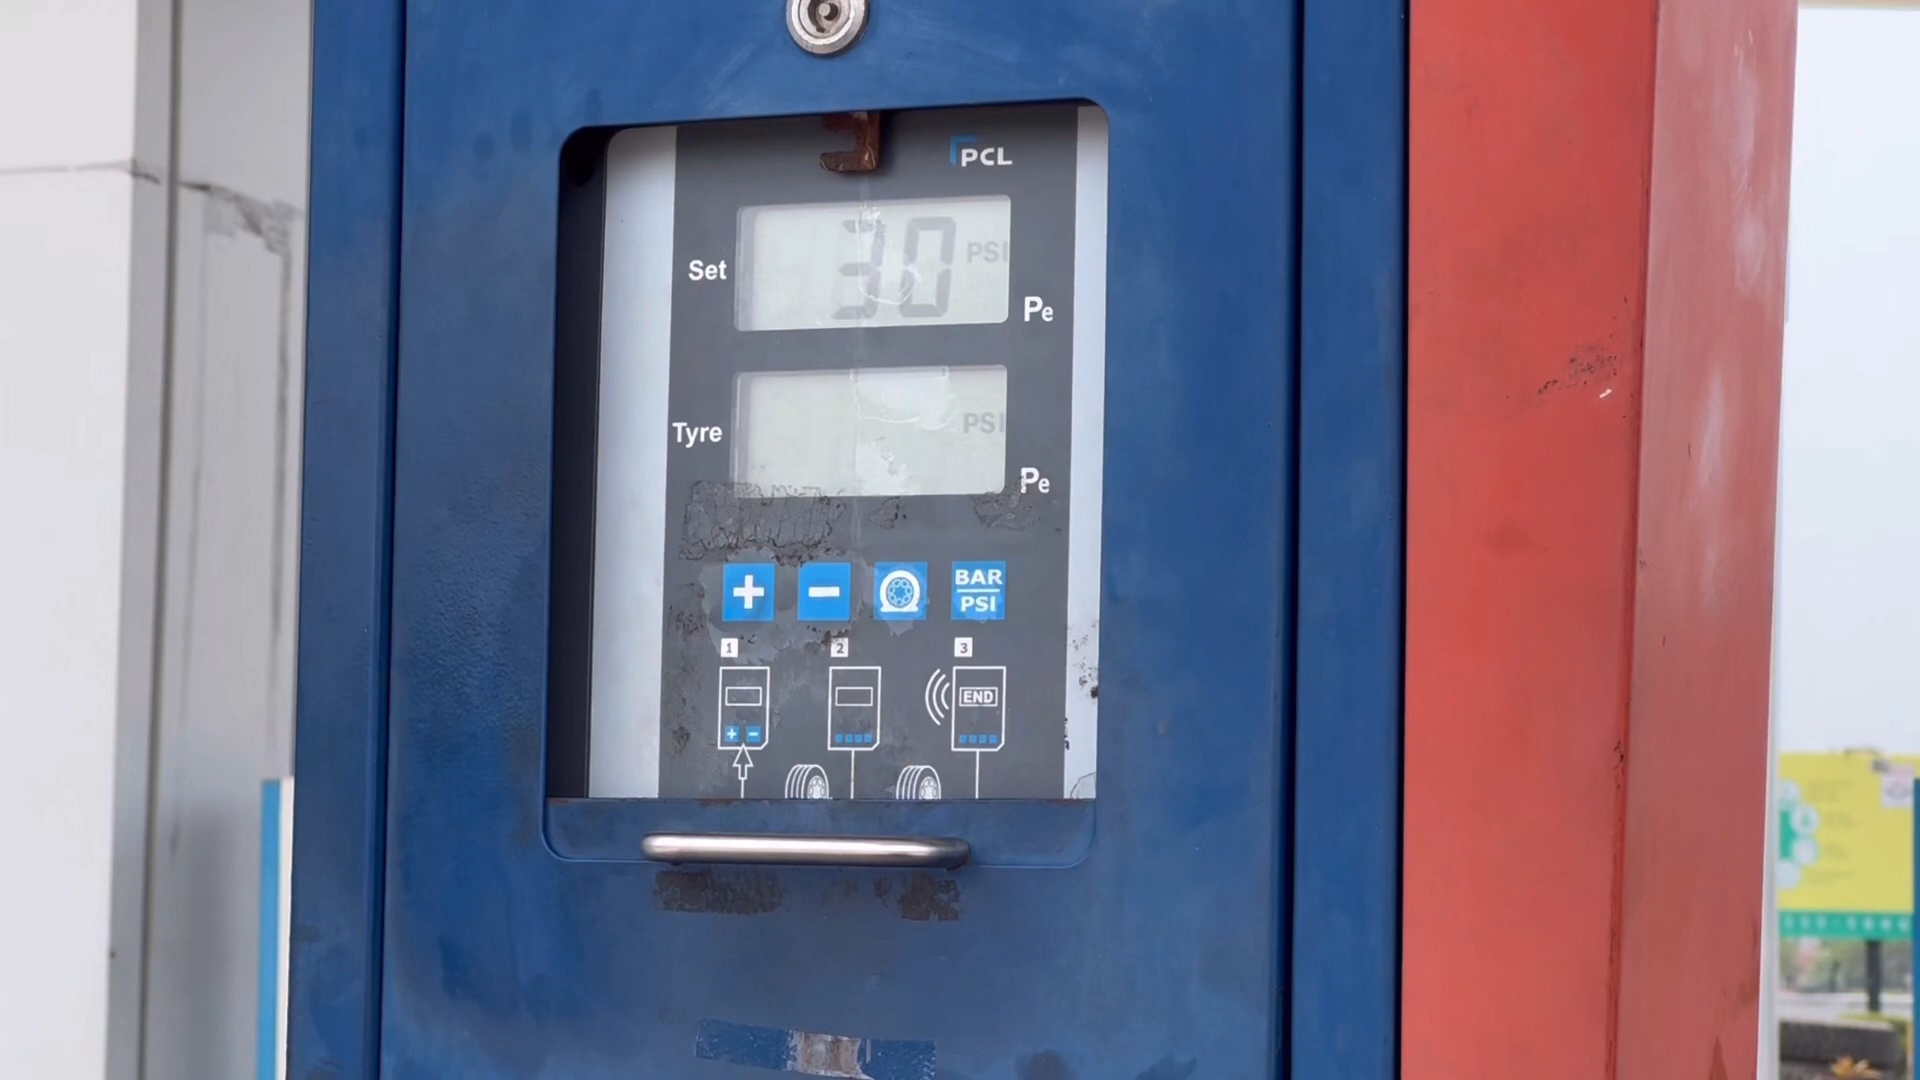 PCL
Set 30 PSI
Pe
Tyre PSI
Pe
+ - BAR
PSI
1 2 3
END
+ -